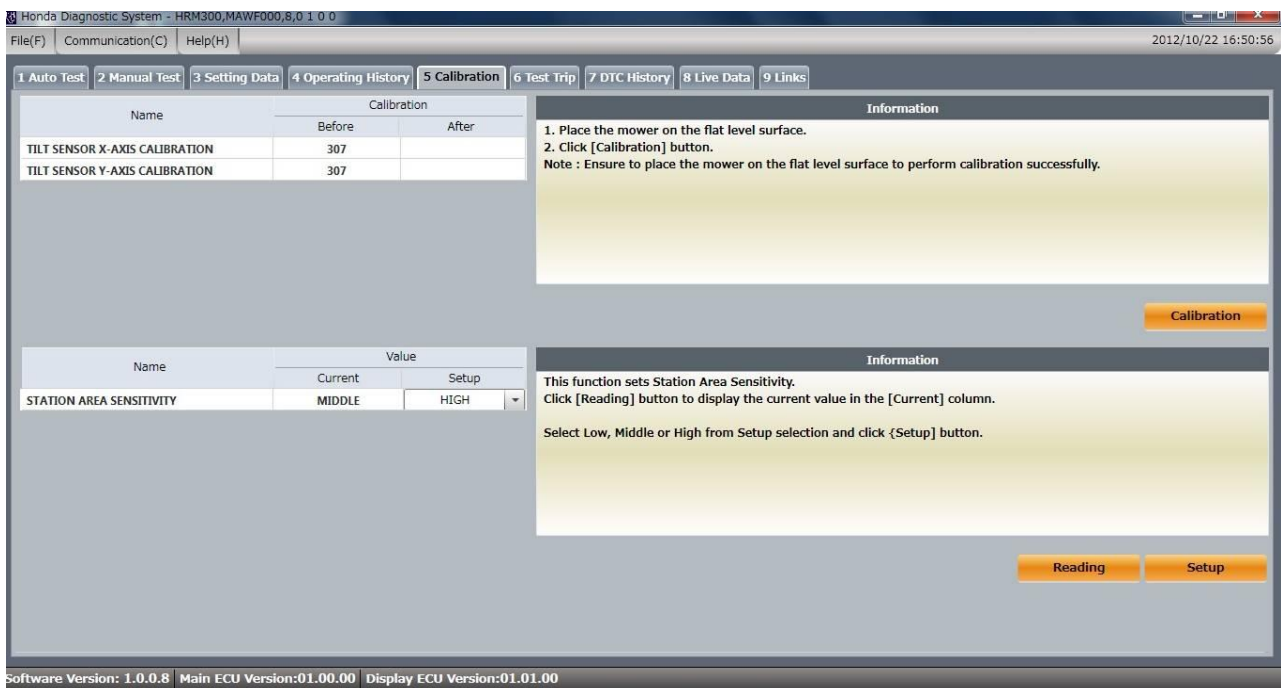 Honda Diagnostic System - HRM300,MAWF000,8,0 1 0 0
File(F) Communication(C) Help(H) 2012/10/22 16:50:56
1 Auto Test 2 Manual Test 3 Setting Data 4 Operating History 5 Calibration 6 Test Trip 7 DTC History 8 Live Data 9 Links
Name Calibration
Before After
TILT SENSOR X-AXIS CALIBRATION 307
TILT SENSOR Y-AXIS CALIBRATION 307
Information
1. Place the mower on the flat level surface.
2. Click [Calibration] button.
Note : Ensure to place the mower on the flat level surface to perform calibration successfully.
Calibration
Name Value
Current Setup
STATION AREA SENSITIVITY MIDDLE HIGH
Information
This function sets Station Area Sensitivity.
Click [Reading] button to display the current value in the [Current] column.
Select Low, Middle or High from Setup selection and click {Setup] button.
Reading Setup
Software Version: 1.0.0.8 Main ECU Version:01.00.00 Display ECU Version:01.01.00